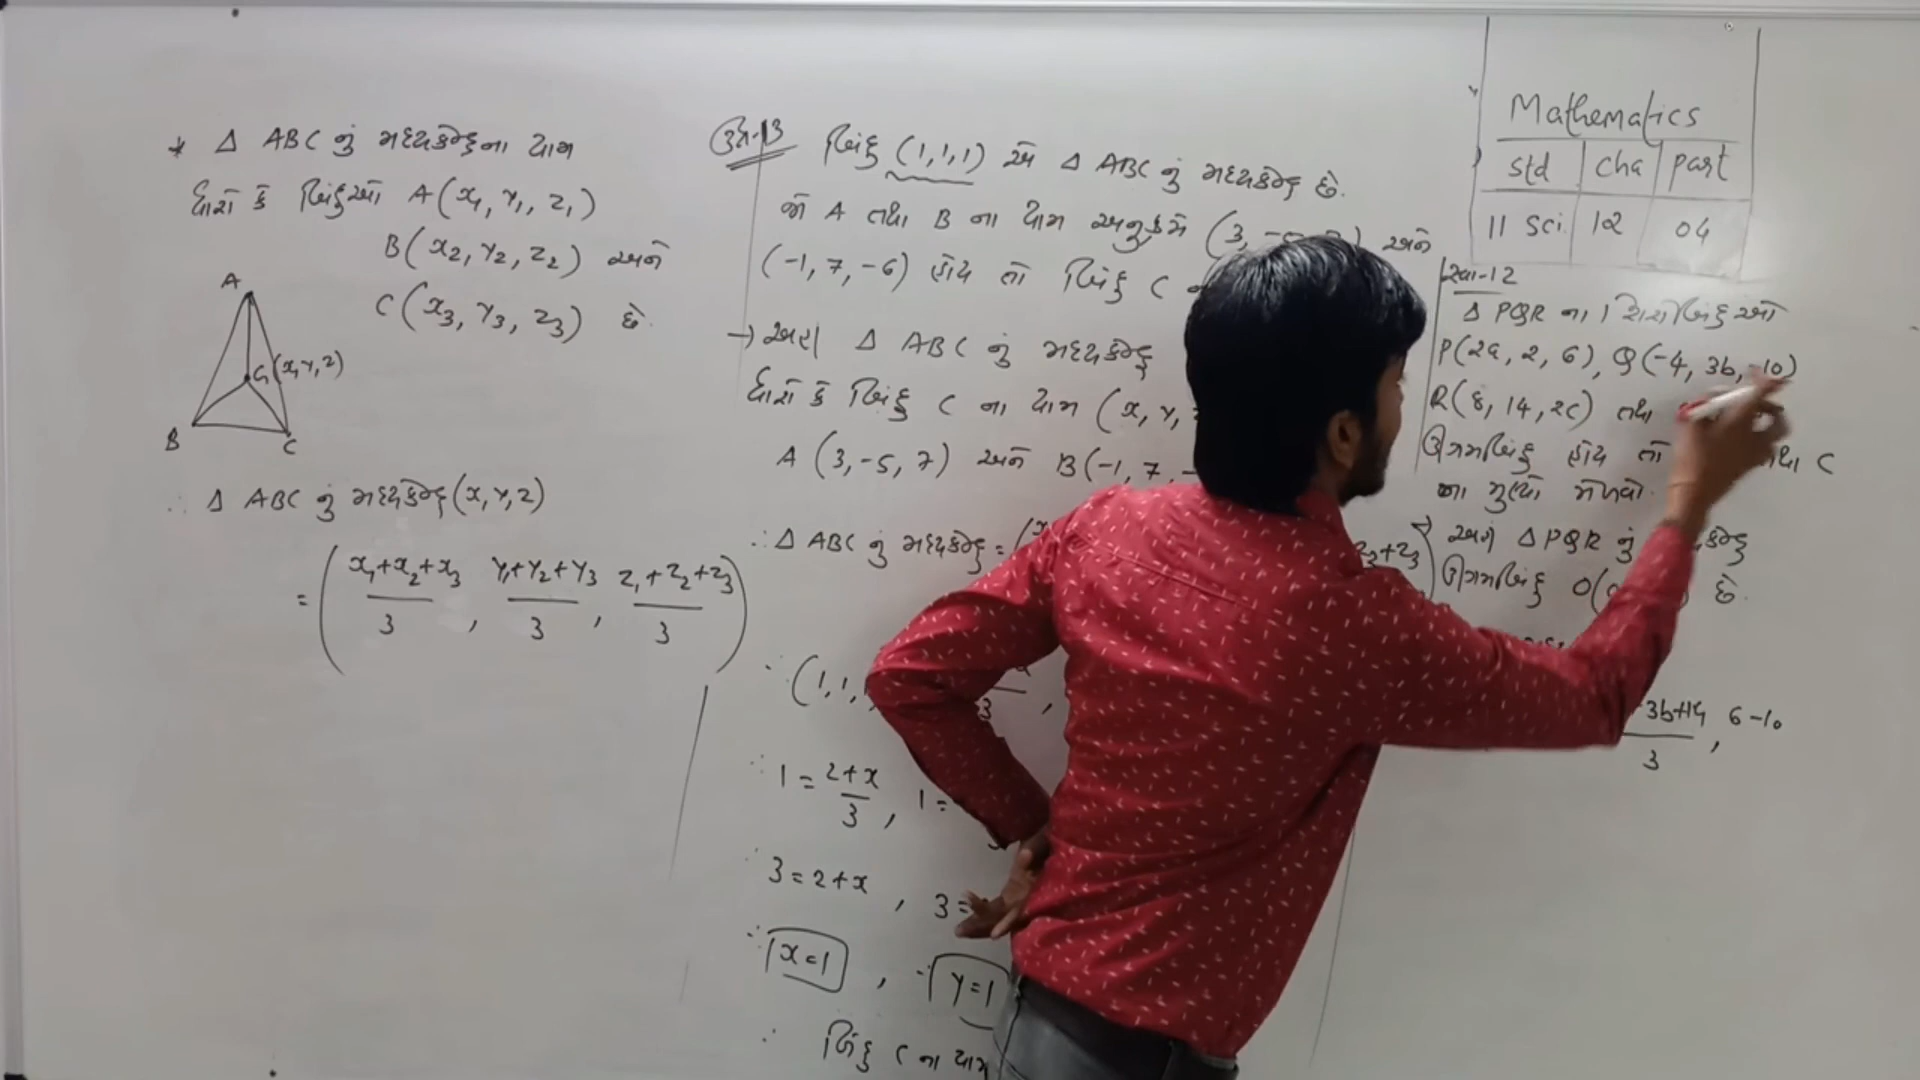 * Δ ABC નું મધ્યકેન્દ્રના યામ
ધારો કે બિંદુઓ A(x₁, y₁, z₁)
B(x₂, y₂, z₂) અને
C(x₃, y₃, z₃) છે.
A
G(x,y,z)
B
C
∴ Δ ABC નું મધ્યકેન્દ્ર (x,y,z)
= (x₁+x₂+x₃/3, y₁+y₂+y₃/3, z₁+z₂+z₃/3)
ઉદા-13 બિંદુ (1,1,1) એ Δ ABC નું મધ્યકેન્દ્ર છે.
જો A તથા B ના યામ અનુક્રમે (3, અને
(-1, 7, -6) હોય તો બિંદુ C
→ અહીં Δ ABC નું મધ્યકેન્દ્ર
ધારો કે બિંદુ C ના યામ (x, y,
A (3, -5, 7) અને B(-1, 7, -
∴ Δ ABC નું મધ્યકેન્દ્ર = (
z₂+z₃)
∴ (1,1,
3 ,
∴ 1 = 2+x/3 , 1 =
∴ 3 = 2+x , 3 =
∴ x=1 , ∴ y=1
∴ બિંદુ C ના યામ
Mathematics
std cha part
11 sci. 12 04
સ્વા-12
Δ PQR ના શિરોબિંદુઓ
P(2a, 2, 6), Q(-4, 3b, -10)
R(8, 14, 2c) તથા
ઊગમબિંદુ હોય તો C
ના મુલ્યો મેળવો.
→ અહીં Δ PQR નું
ઊગમબિંદુ O( છે.
3b+14/3 , 6-10